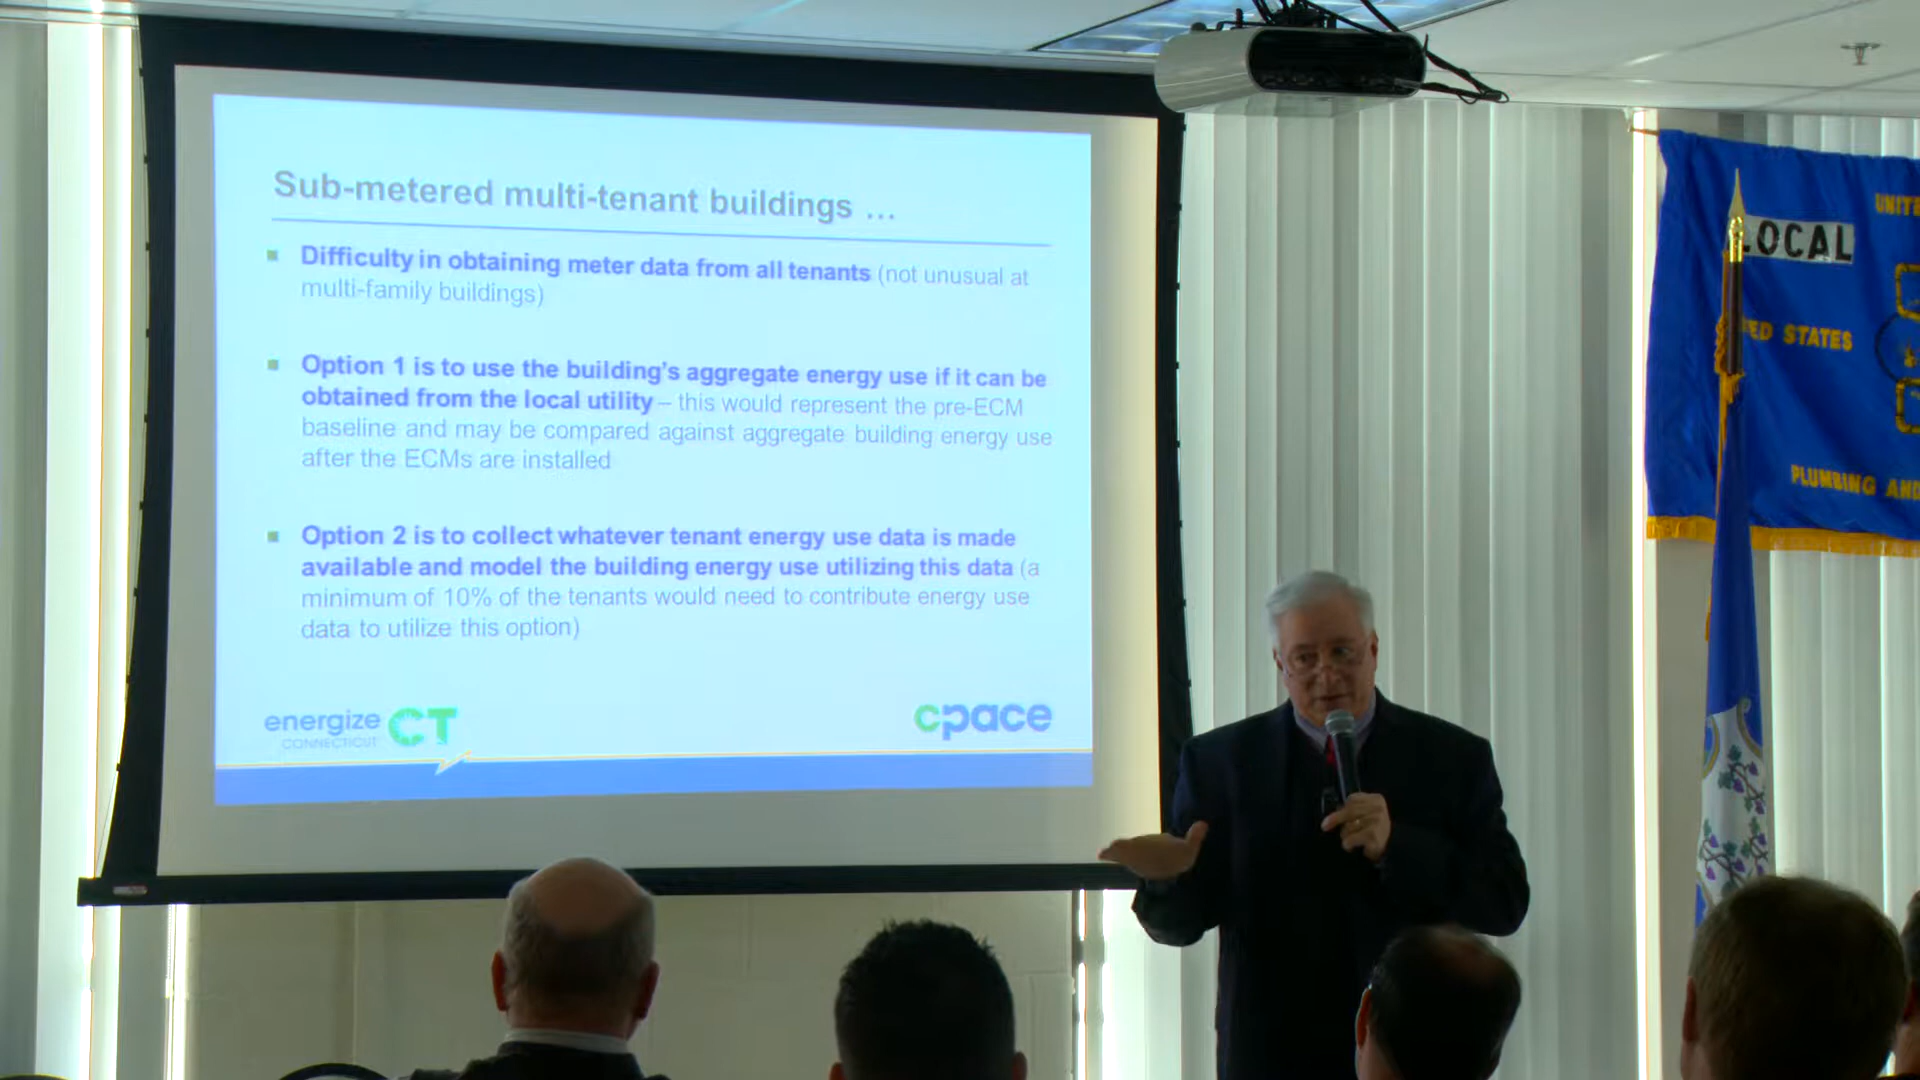 Sub-metered multi-tenant buildings ...
Difficulty in obtaining meter data from all tenants (not unusual at
multi-family buildings)
Option 1 is to use the building's aggregate energy use if it can be
obtained from the local utility – this would represent the pre-ECM
baseline and may be compared against aggregate building energy use
after the ECMs are installed
Option 2 is to collect whatever tenant energy use data is made
available and model the building energy use utilizing this data (a
minimum of 10% of the tenants would need to contribute energy use
data to utilize this option)
energize CT
CONNECTICUT
cpace
LOCAL
STATES
PLUMBING AND